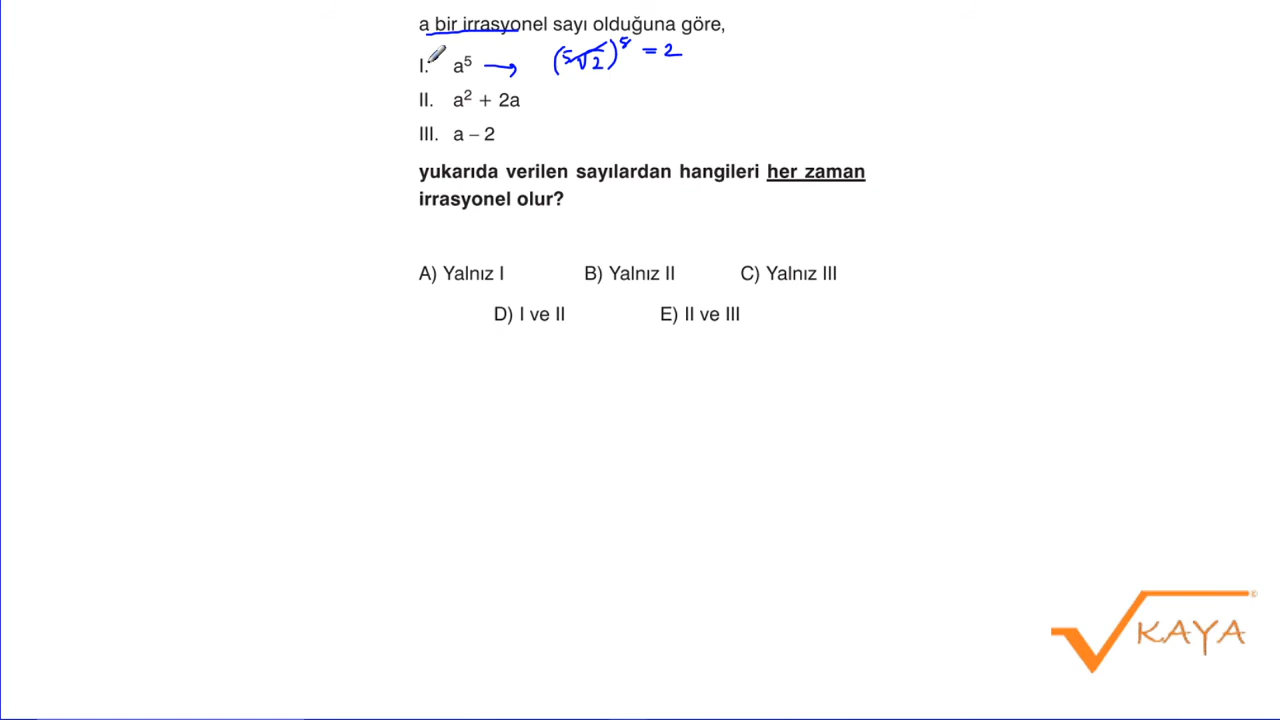 a bir irrasyonel sayı olduğuna göre,
I. a⁵ → (⁵√2)⁵ = 2
II. a² + 2a
III. a – 2
yukarıda verilen sayılardan hangileri her zaman
irrasyonel olur?
A) Yalnız I B) Yalnız II C) Yalnız III
D) I ve II E) II ve III
KAYA